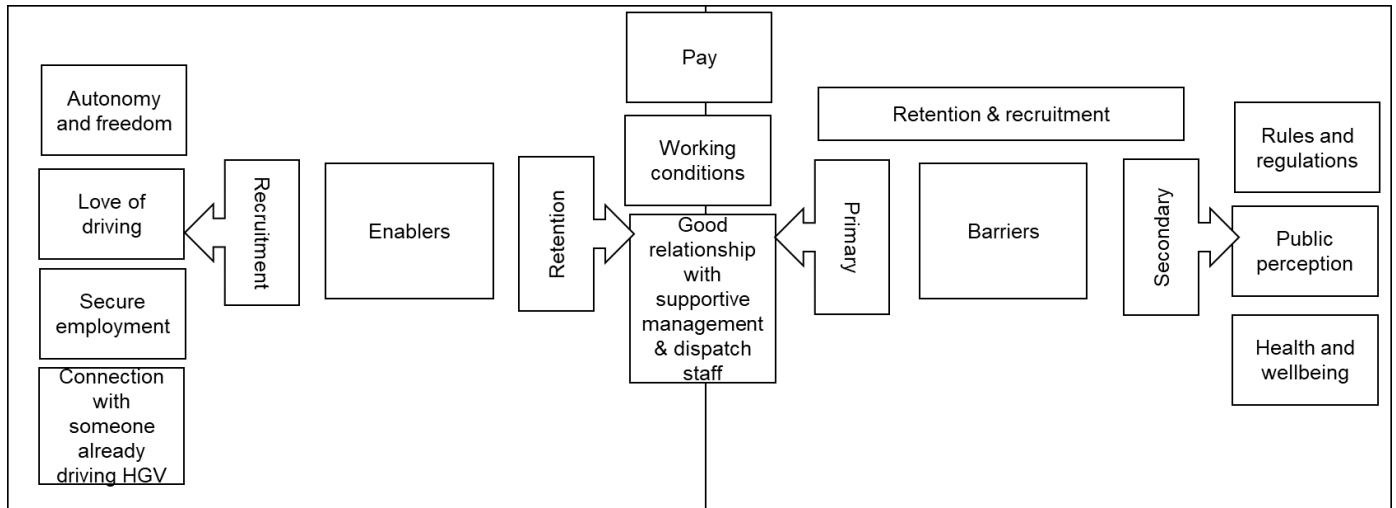 Autonomy
and freedom
Love of
driving
Secure
employment
Connection
with
someone
already
driving HGV
Recruitment
Enablers
Retention
Pay
Working
conditions
Good
relationship
with
supportive
management
& dispatch
staff
Retention & recruitment
Primary
Barriers
Secondary
Rules and
regulations
Public
perception
Health and
wellbeing